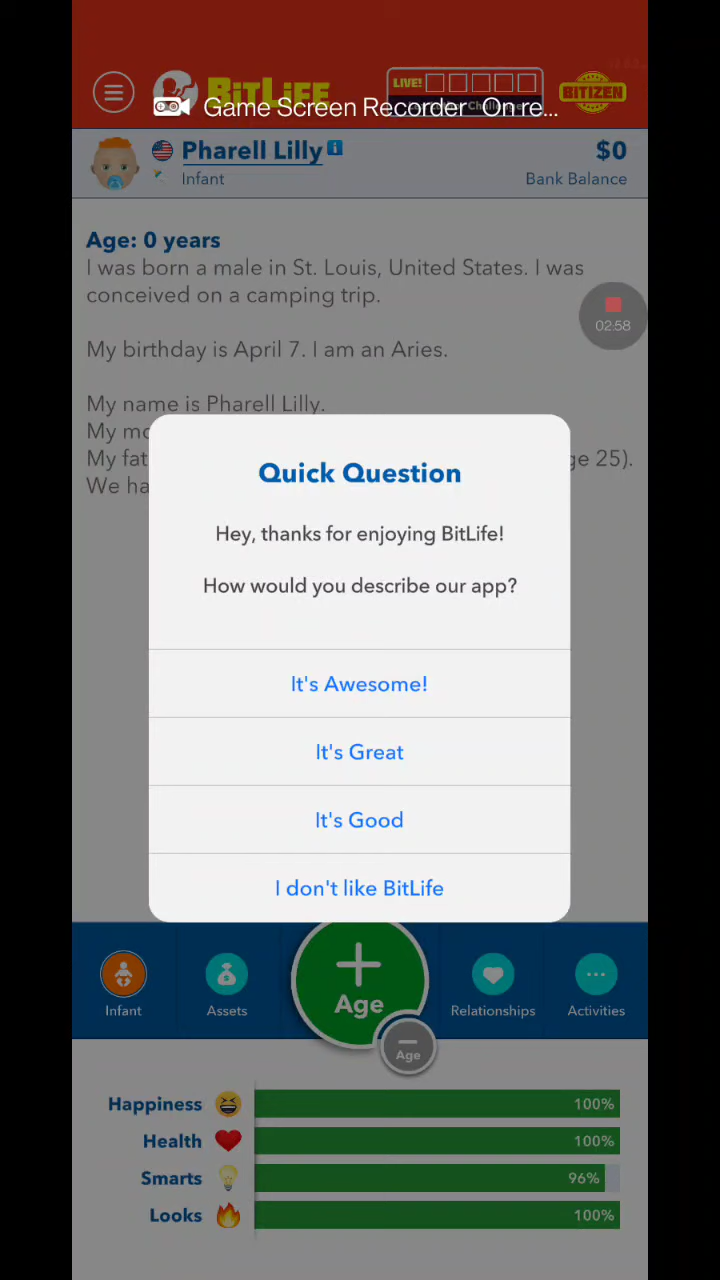 BITLIFE
LIVE!
BITIZEN
Game Screen Recorder On re...
Pharell Lilly
$0
Infant
Bank Balance
Age: 0 years
I was born a male in St. Louis, United States. I was
conceived on a camping trip.
02:58
My birthday is April 7. I am an Aries.
My name is Pharell Lilly.
My
My
ge 25).
We
Quick Question
Hey, thanks for enjoying BitLife!
How would you describe our app?
It's Awesome!
It's Great
It's Good
I don't like BitLife
+
Age
Infant
Assets
Relationships
Activities
Age
Happiness
100%
Health
100%
Smarts
96%
Looks
100%